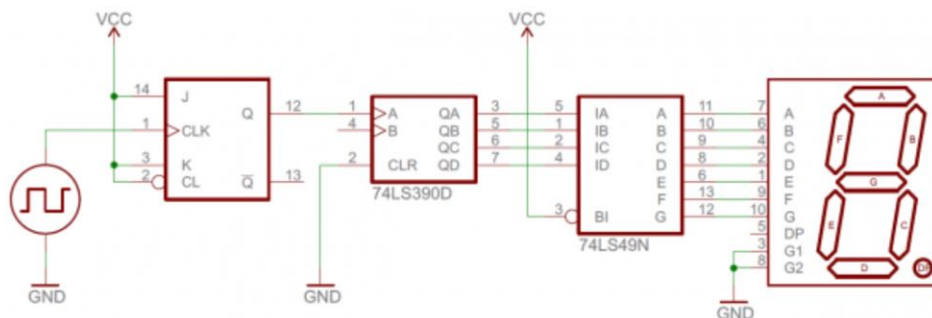 VCC
VCC
14 J Q 12 1 A QA 3 5 IA A 11 7 A A
1 CLK 4 B QB 5 1 IB B 10 6 B F B
QC 6 2 IC C 9 4 C
3 K 2 CLR QD 7 4 ID D 8 2 D
2 CL Q 13 74LS390D E 6 1 E G
F 13 9 F
3 BI G 12 10 G
74LS49N 5 DP E C
3 G1
8 G2 D DP
GND GND GND